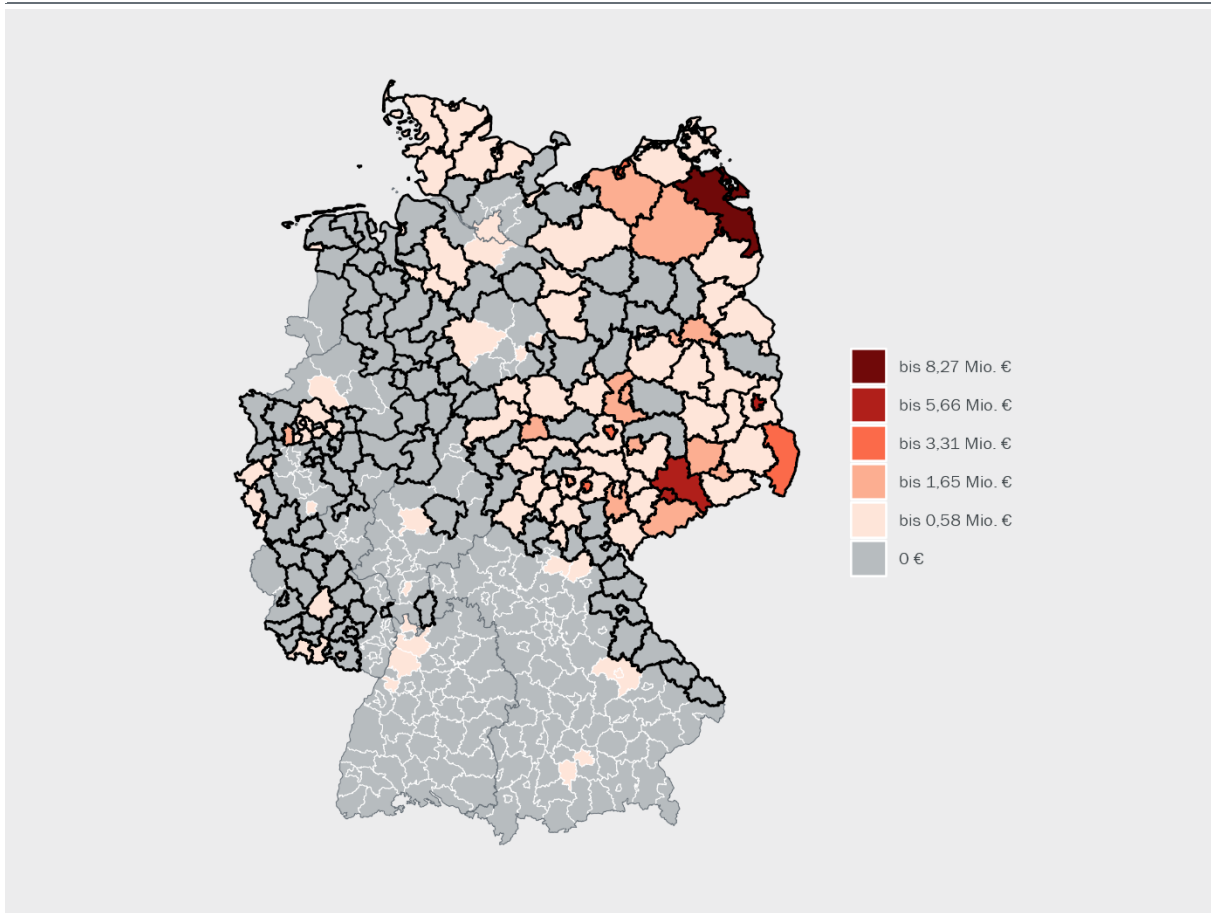 bis 8,27 Mio. €
bis 5,66 Mio. €
bis 3,31 Mio. €
bis 1,65 Mio. €
bis 0,58 Mio. €
0 €